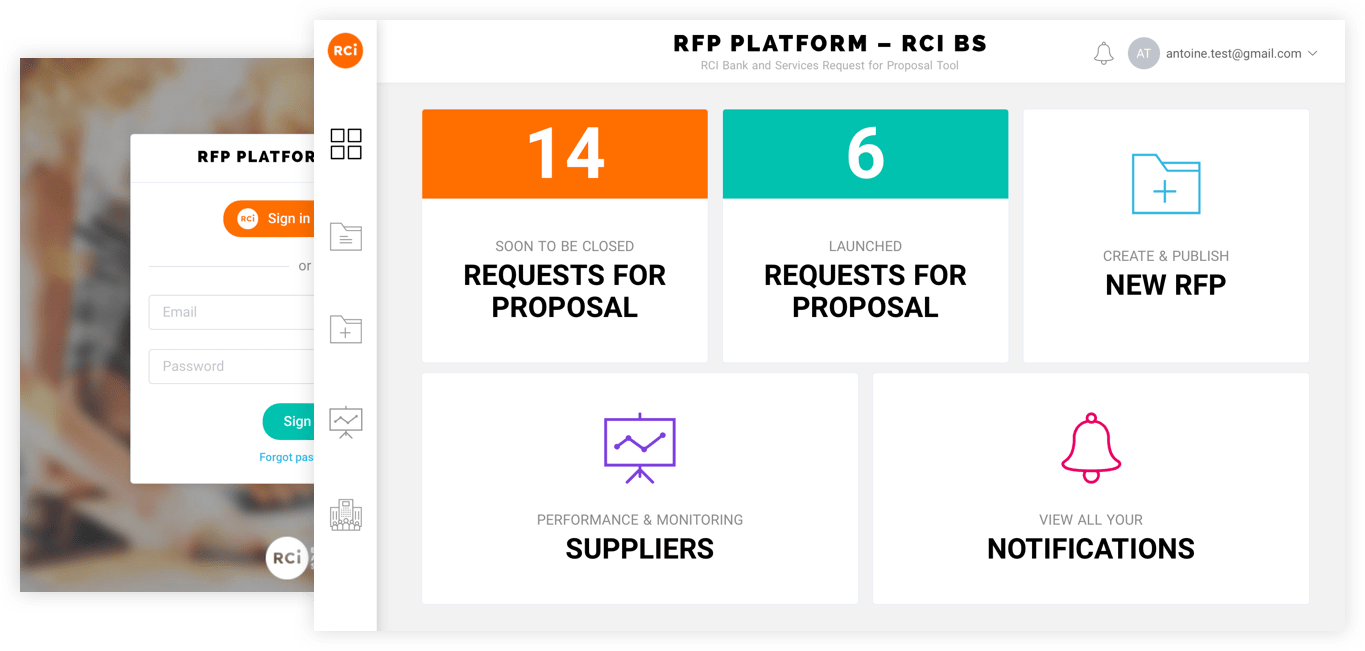 RCi
RFP PLATFORM – RCI BS
RCI Bank and Services Request for Proposal Tool
AT
antoine.test@gmail.com
14
SOON TO BE CLOSED
REQUESTS FOR
PROPOSAL
6
LAUNCHED
REQUESTS FOR
PROPOSAL
CREATE & PUBLISH
NEW RFP
PERFORMANCE & MONITORING
SUPPLIERS
VIEW ALL YOUR
NOTIFICATIONS
RFP PLATFOR
RCi
Sign in
or
Email
Password
Sign
Forgot pas
RCi